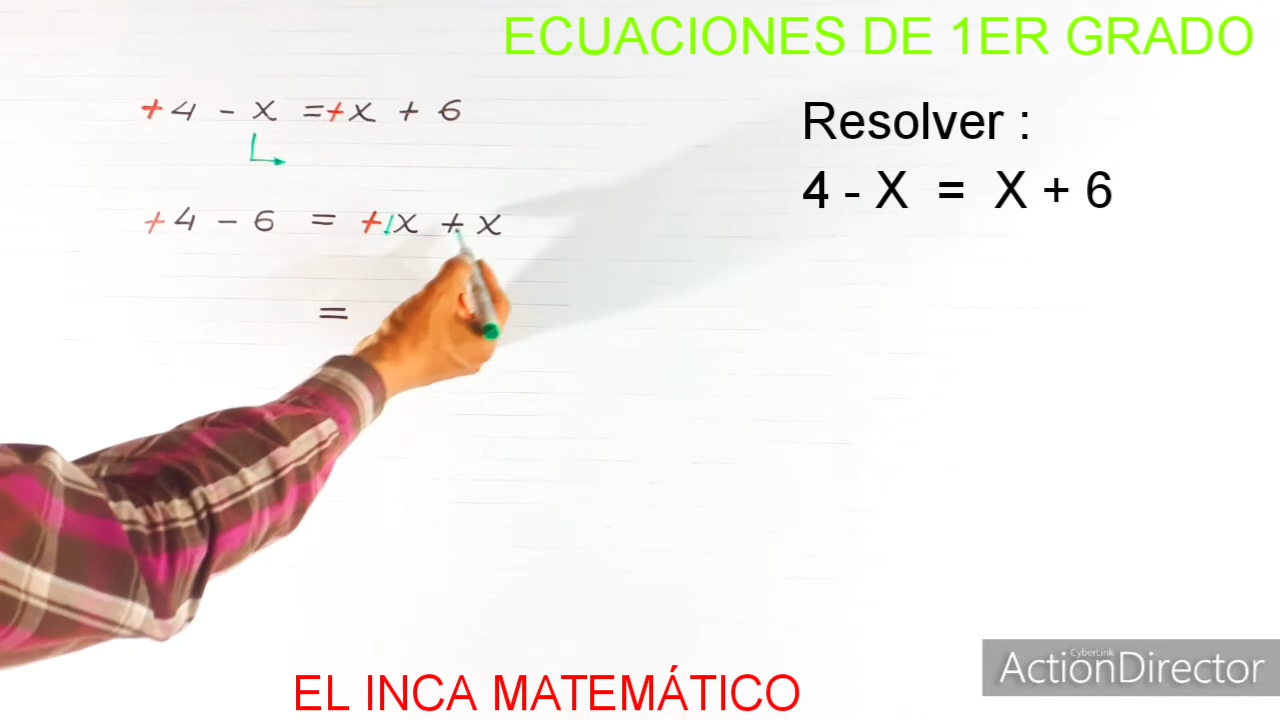 ECUACIONES DE 1ER GRADO
+4 - x =+x + 6
Resolver :
4 - X = X + 6
+4 - 6 = +1x + x
=
EL INCA MATEMÁTICO
CyberLink
ActionDirector